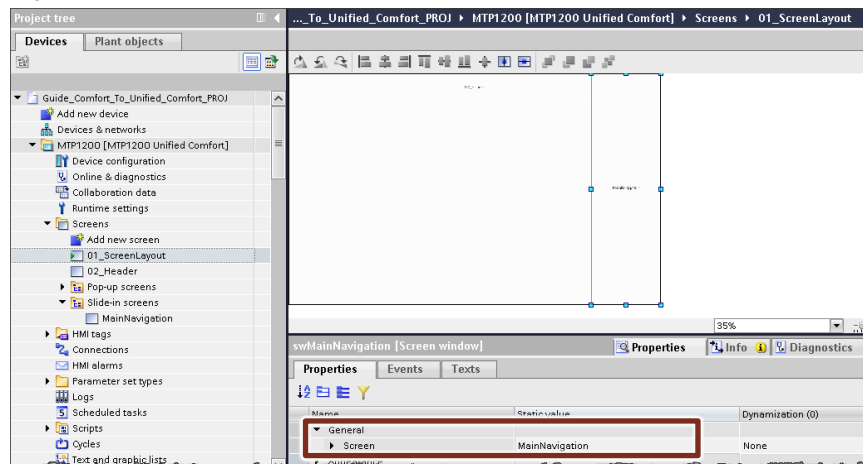 Project tree
..._To_Unified_Comfort_PROJ ▸ MTP1200 [MTP1200 Unified Comfort] ▸ Screens ▸ 01_ScreenLayout
Devices
Plant objects
Guide_Comfort_To_Unified_Comfort_PROJ
Add new device
Devices & networks
MTP1200 [MTP1200 Unified Comfort]
Device configuration
Online & diagnostics
Collaboration data
Runtime settings
Screens
Add new screen
01_ScreenLayout
02_Header
Pop-up screens
Slide-in screens
MainNavigation
HMI tags
Connections
HMI alarms
Parameter set types
Logs
Scheduled tasks
Scripts
Cycles
Text and graphic lists
35%
swMainNavigation [Screen window]
Properties
Info
Diagnostics
Properties
Events
Texts
Name
Static value
Dynamization (0)
General
Screen
MainNavigation
None